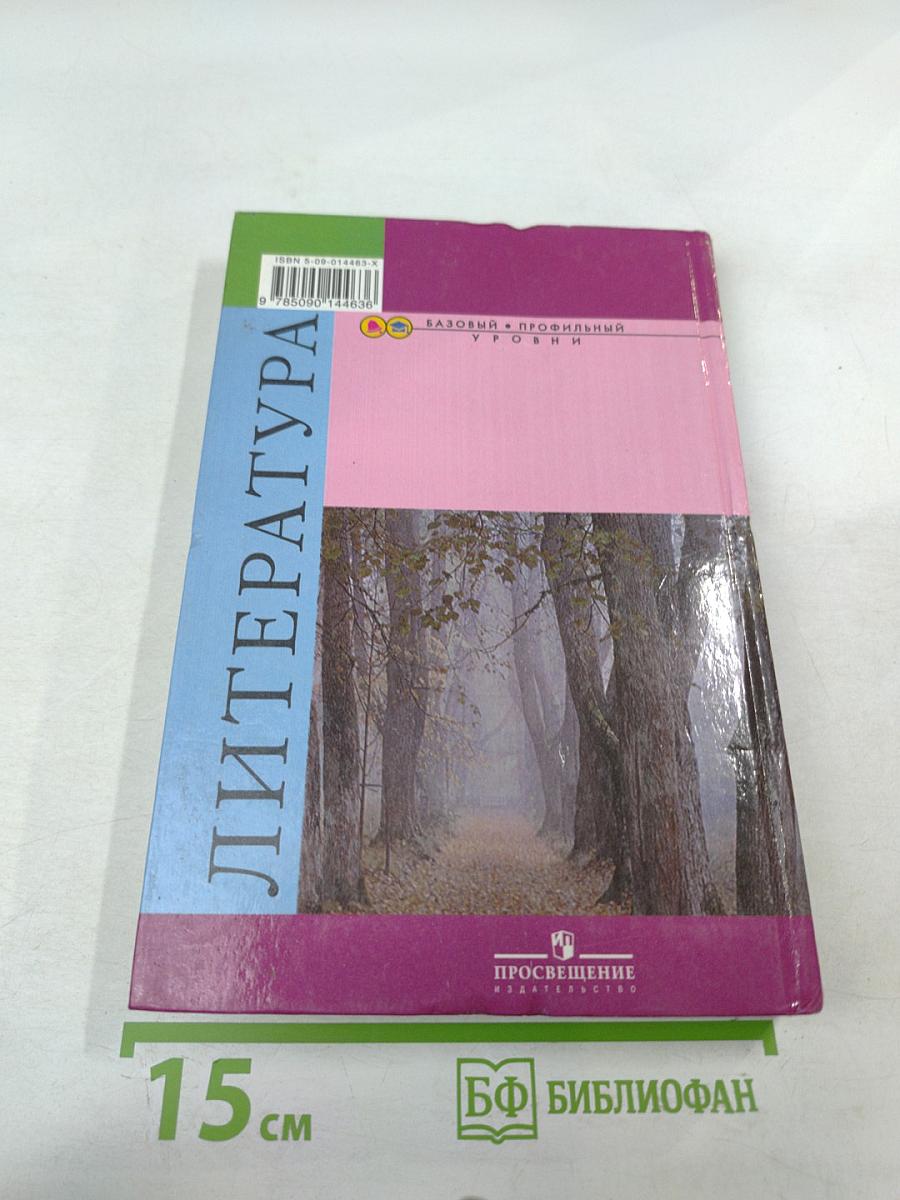 ISBN 5-09-014463-X
9 785090 144636
БАЗОВЫЙ • ПРОФИЛЬНЫЙ
УРОВНИ
ЛИТЕРАТУРА
ПРОСВЕЩЕНИЕ
ИЗДАТЕЛЬСТВО
15 см
БФ БИБЛИОФАН